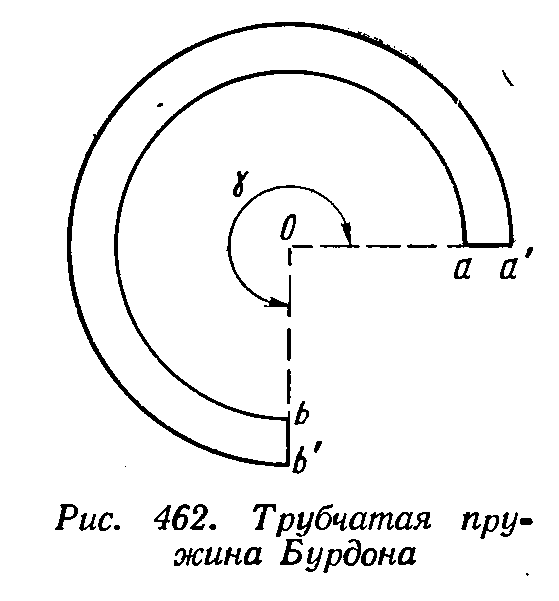 γ
O
a a′
b
b′
Рис. 462. Трубчатая пру-
жина Бурдона